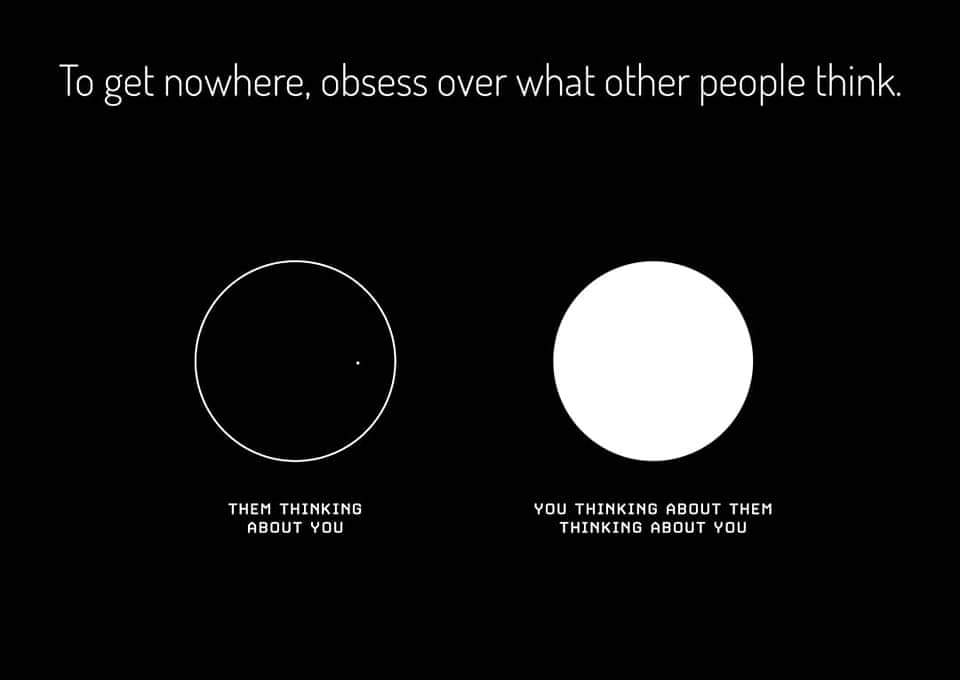 To get nowhere, obsess over what other people think.
THEM THINKING
ABOUT YOU
YOU THINKING ABOUT THEM
THINKING ABOUT YOU